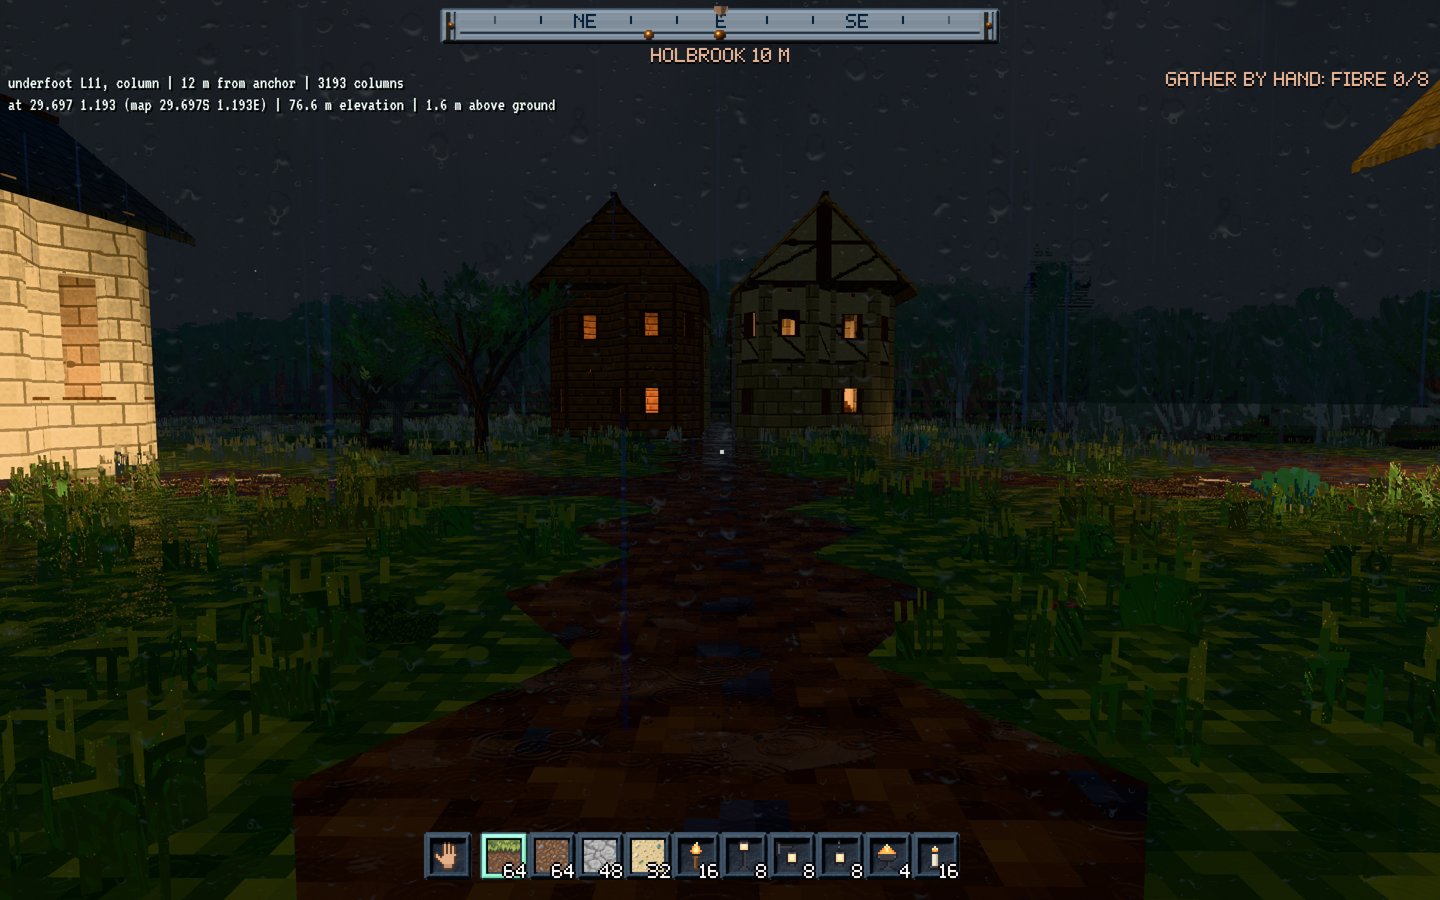 NE E SE
HOLBROOK 10 M
underfoot L11, column | 12 m from anchor | 3193 columns
at 29.697 1.193 (map 29.697S 1.193E) | 76.6 m elevation | 1.6 m above ground
GATHER BY HAND: FIBRE 0/8
64 64 48 32 16 8 8 8 4 16